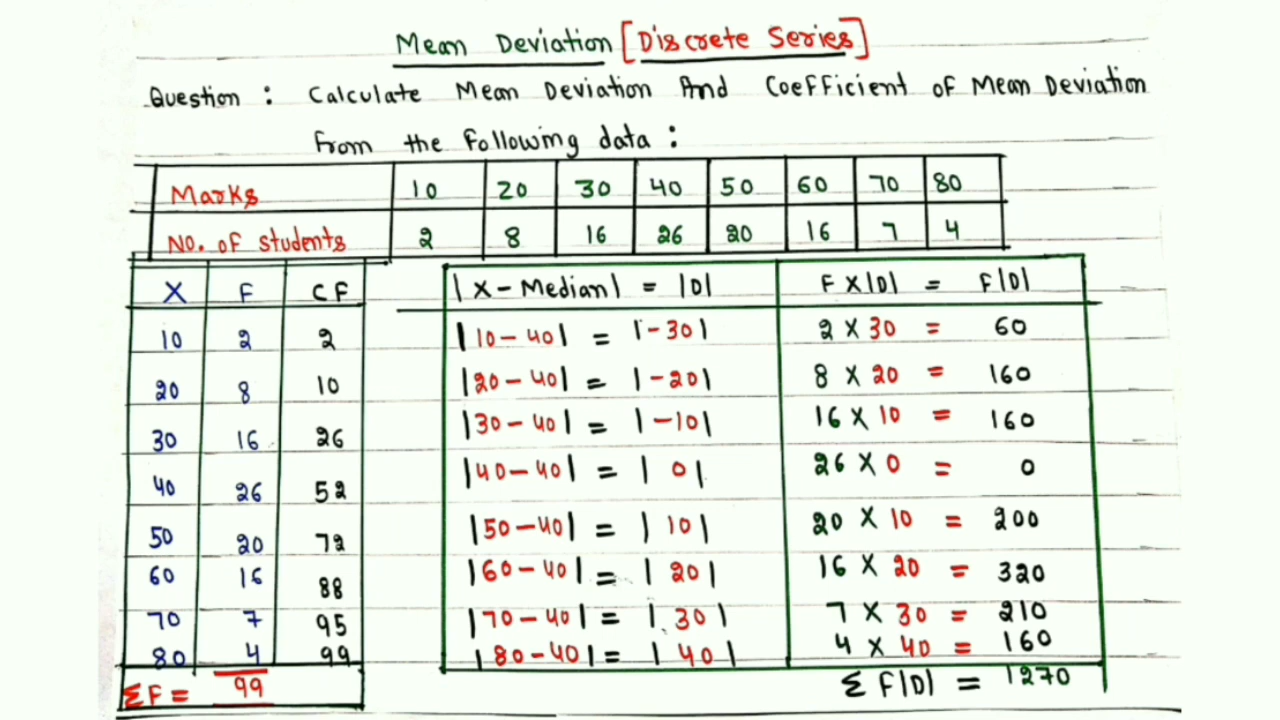 Mean Deviation [Discrete Series]
Question : Calculate Mean Deviation And Coefficient of Mean Deviation
from the following data :
Marks 10 20 30 40 50 60 70 80
No. of students 2 8 16 26 20 16 7 4
X F CF |X-Median| = |D| F X|D| = F|D|
10 2 2 |10-40| = |-30| 2 X 30 = 60
20 8 10 |20-40| = |-20| 8 X 20 = 160
30 16 26 |30-40| = |-10| 16 X 10 = 160
40 26 52 |40-40| = |0| 26 X 0 = 0
50 20 72 |50-40| = |10| 20 X 10 = 200
60 16 88 |60-40| = |20| 16 X 20 = 320
70 7 95 |70-40| = |30| 7 X 30 = 210
80 4 99 |80-40| = |40| 4 X 40 = 160
ΣF = 99 Σ F|D| = 1270